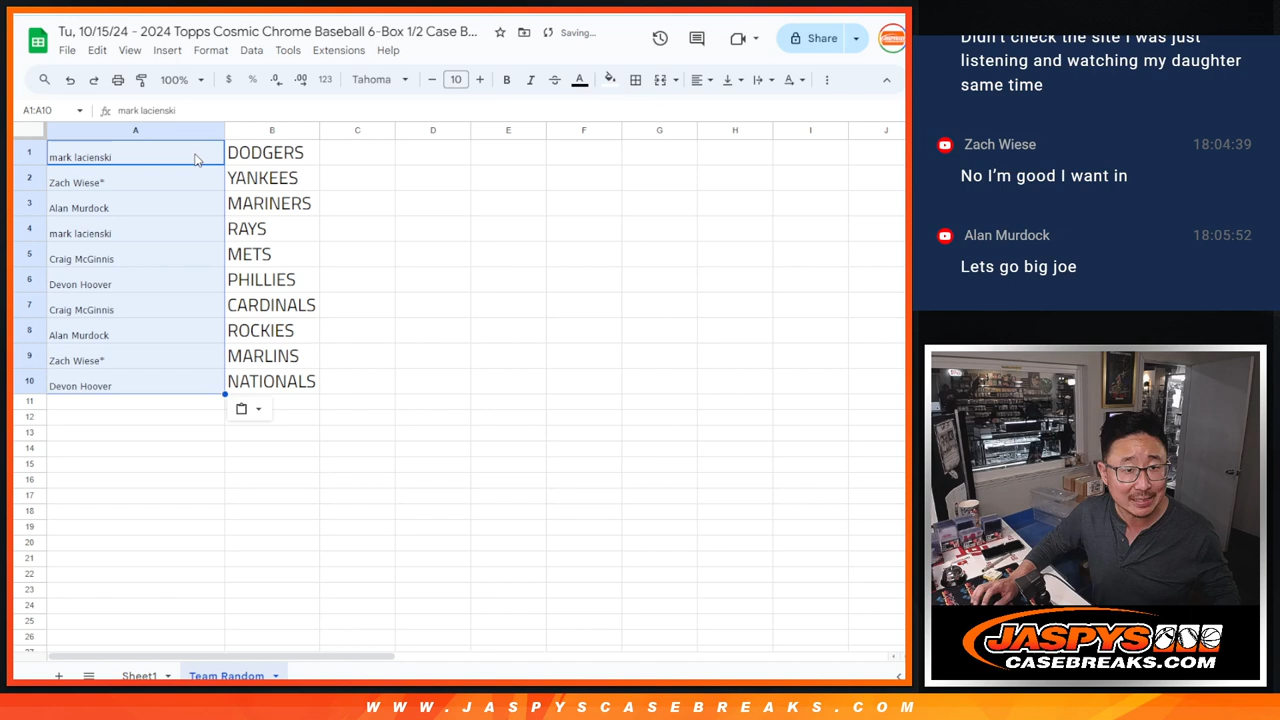 Tu, 10/15/24 - 2024 Topps Cosmic Chrome Baseball 6-Box 1/2 Case B...
Saving...
File Edit View Insert Format Data Tools Extensions Help
Share
100% $ % .0 .00 123 Tahoma 10 B I A
A1:A10 fx mark lacienski
A B C D E F G H I J
1 mark lacienski DODGERS
2 Zach Wiese* YANKEES
3 Alan Murdock MARINERS
4 mark lacienski RAYS
5 Craig McGinnis METS
6 Devon Hoover PHILLIES
7 Craig McGinnis CARDINALS
8 Alan Murdock ROCKIES
9 Zach Wiese* MARLINS
10 Devon Hoover NATIONALS
11
12
13
14
15
16
17
18
19
20
21
22
23
24
25
26
Sheet1 Team Random
Didn't check the site I was just
listening and watching my daughter
same time
Zach Wiese 18:04:39
No I'm good I want in
Alan Murdock 18:05:52
Lets go big joe
JASPYS
CASEBREAKS.COM
WWW.JASPYSCASEBREAKS.COM